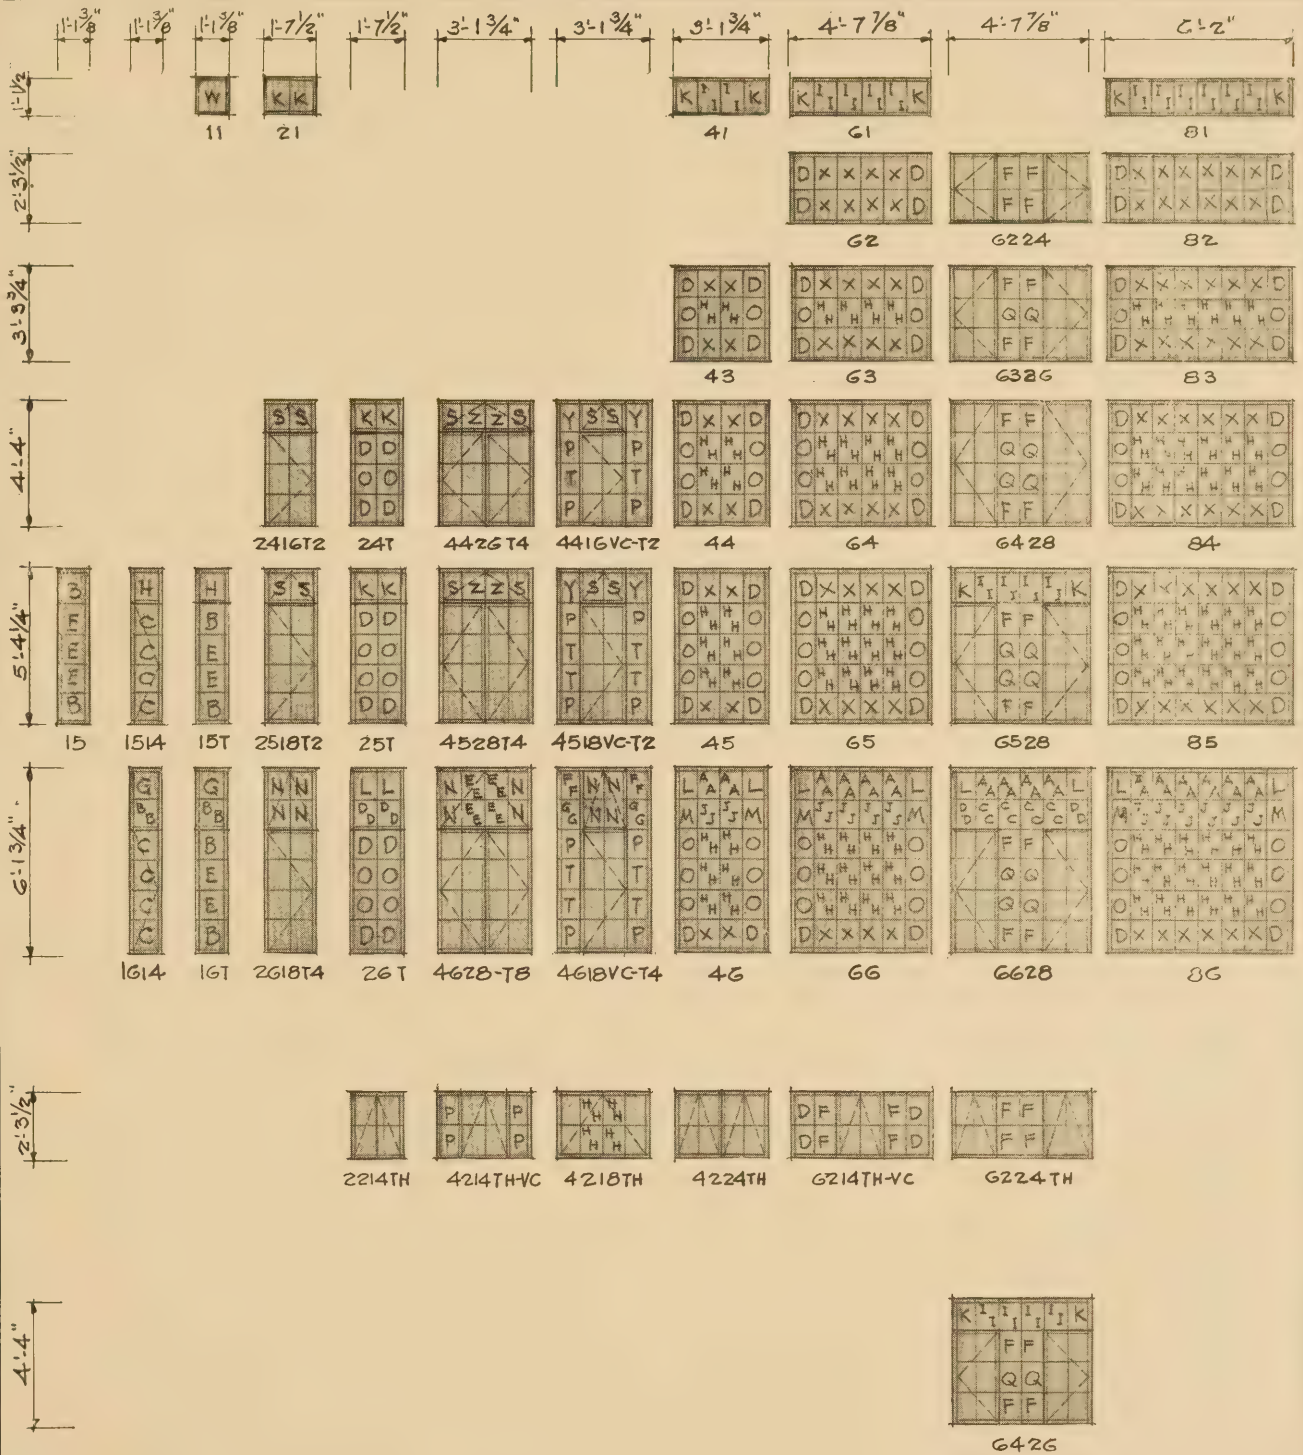 1'-1 3/8" 1'-1 3/8" 1'-1 3/8" 1'-7 1/2" 1'-7 1/2" 3'-1 3/4" 3'-1 3/4" 3'-1 3/4" 4'-7 7/8" 4'-7 7/8" 6'-2"
1'-1 1/2
W K K K I I I I K K I I I I I I I I K K I I I I I I I I I I I I K
11 21 41 61 81
2'-3 1/2"
D X X X X D F F D X X X X X X D
D X X X X D F F D X X X X X X D
62 6224 82
3'-3 3/4"
D X X D D X X X X D F F D X X X X X X D
O H H H H O O H H H H H H H H O Q Q O H H H H H H H H H H H H O
D X X D D X X X X D F F D X X X X X X D
43 63 6326 83
4'-4"
S S K K S Z Z S Y S S Y D X X D D X X X X D F F D X X X X X X D
D D P P O H H H H O O H H H H H H H H O Q Q O H H H H H H H H H H H H O
O O T T O H H H H O O H H H H H H H H O Q Q O H H H H H H H H H H H H O
D D P P D X X D D X X X X D F F D X X X X X X D
2416T2 24T 4426T4 4416VC-T2 44 64 6428 84
5'-4 1/4"
B H H S S K K S Z Z S Y S S Y D X X D D X X X X D K I I I I I I I I K D X X X X X X D
E C B D D P P O H H H H O O H H H H H H H H O F F O H H H H H H H H H H H H O
E C E O O T T O H H H H O O H H H H H H H H O Q Q O H H H H H H H H H H H H O
E C E O O T T O H H H H O O H H H H H H H H O Q Q O H H H H H H H H H H H H O
B C B D D P P D X X D D X X X X D F F D X X X X X X D
15 1514 15T 2518T2 25T 4528T4 4518VC-T2 45 65 6528 85
6'-1 3/4"
G G N N L L N E E E E N F F N N F F L A A A A L L A A A A A A A A L L A A A A A A A A L L A A A A A A A A A A A A L
B B B B N N D D D D N E E E E N G G N N G G M J J J J M M J J J J J J J J M D C C C C C C C C C D D M J J J J J J J J J J J J M
C B D D P P O H H H H O O H H H H H H H H O F F O H H H H H H H H H H H H O
C E O O T T O H H H H O O H H H H H H H H O Q Q O H H H H H H H H H H H H O
C E O O T T O H H H H O O H H H H H H H H O Q Q O H H H H H H H H H H H H O
C B D D P P D X X D D X X X X D F F D X X X X X X D
1614 16T 2618T4 26T 4628-T8 4618VC-T4 46 66 6628 86
2'-3 1/2"
P P H H H H D F F D F F
P P H H H H D F F D F F
2214TH 4214TH-VC 4218TH 4224TH 6214TH-VC 6224TH
4'-4"
K I I I I I I I I K
F F
Q Q
F F
6426